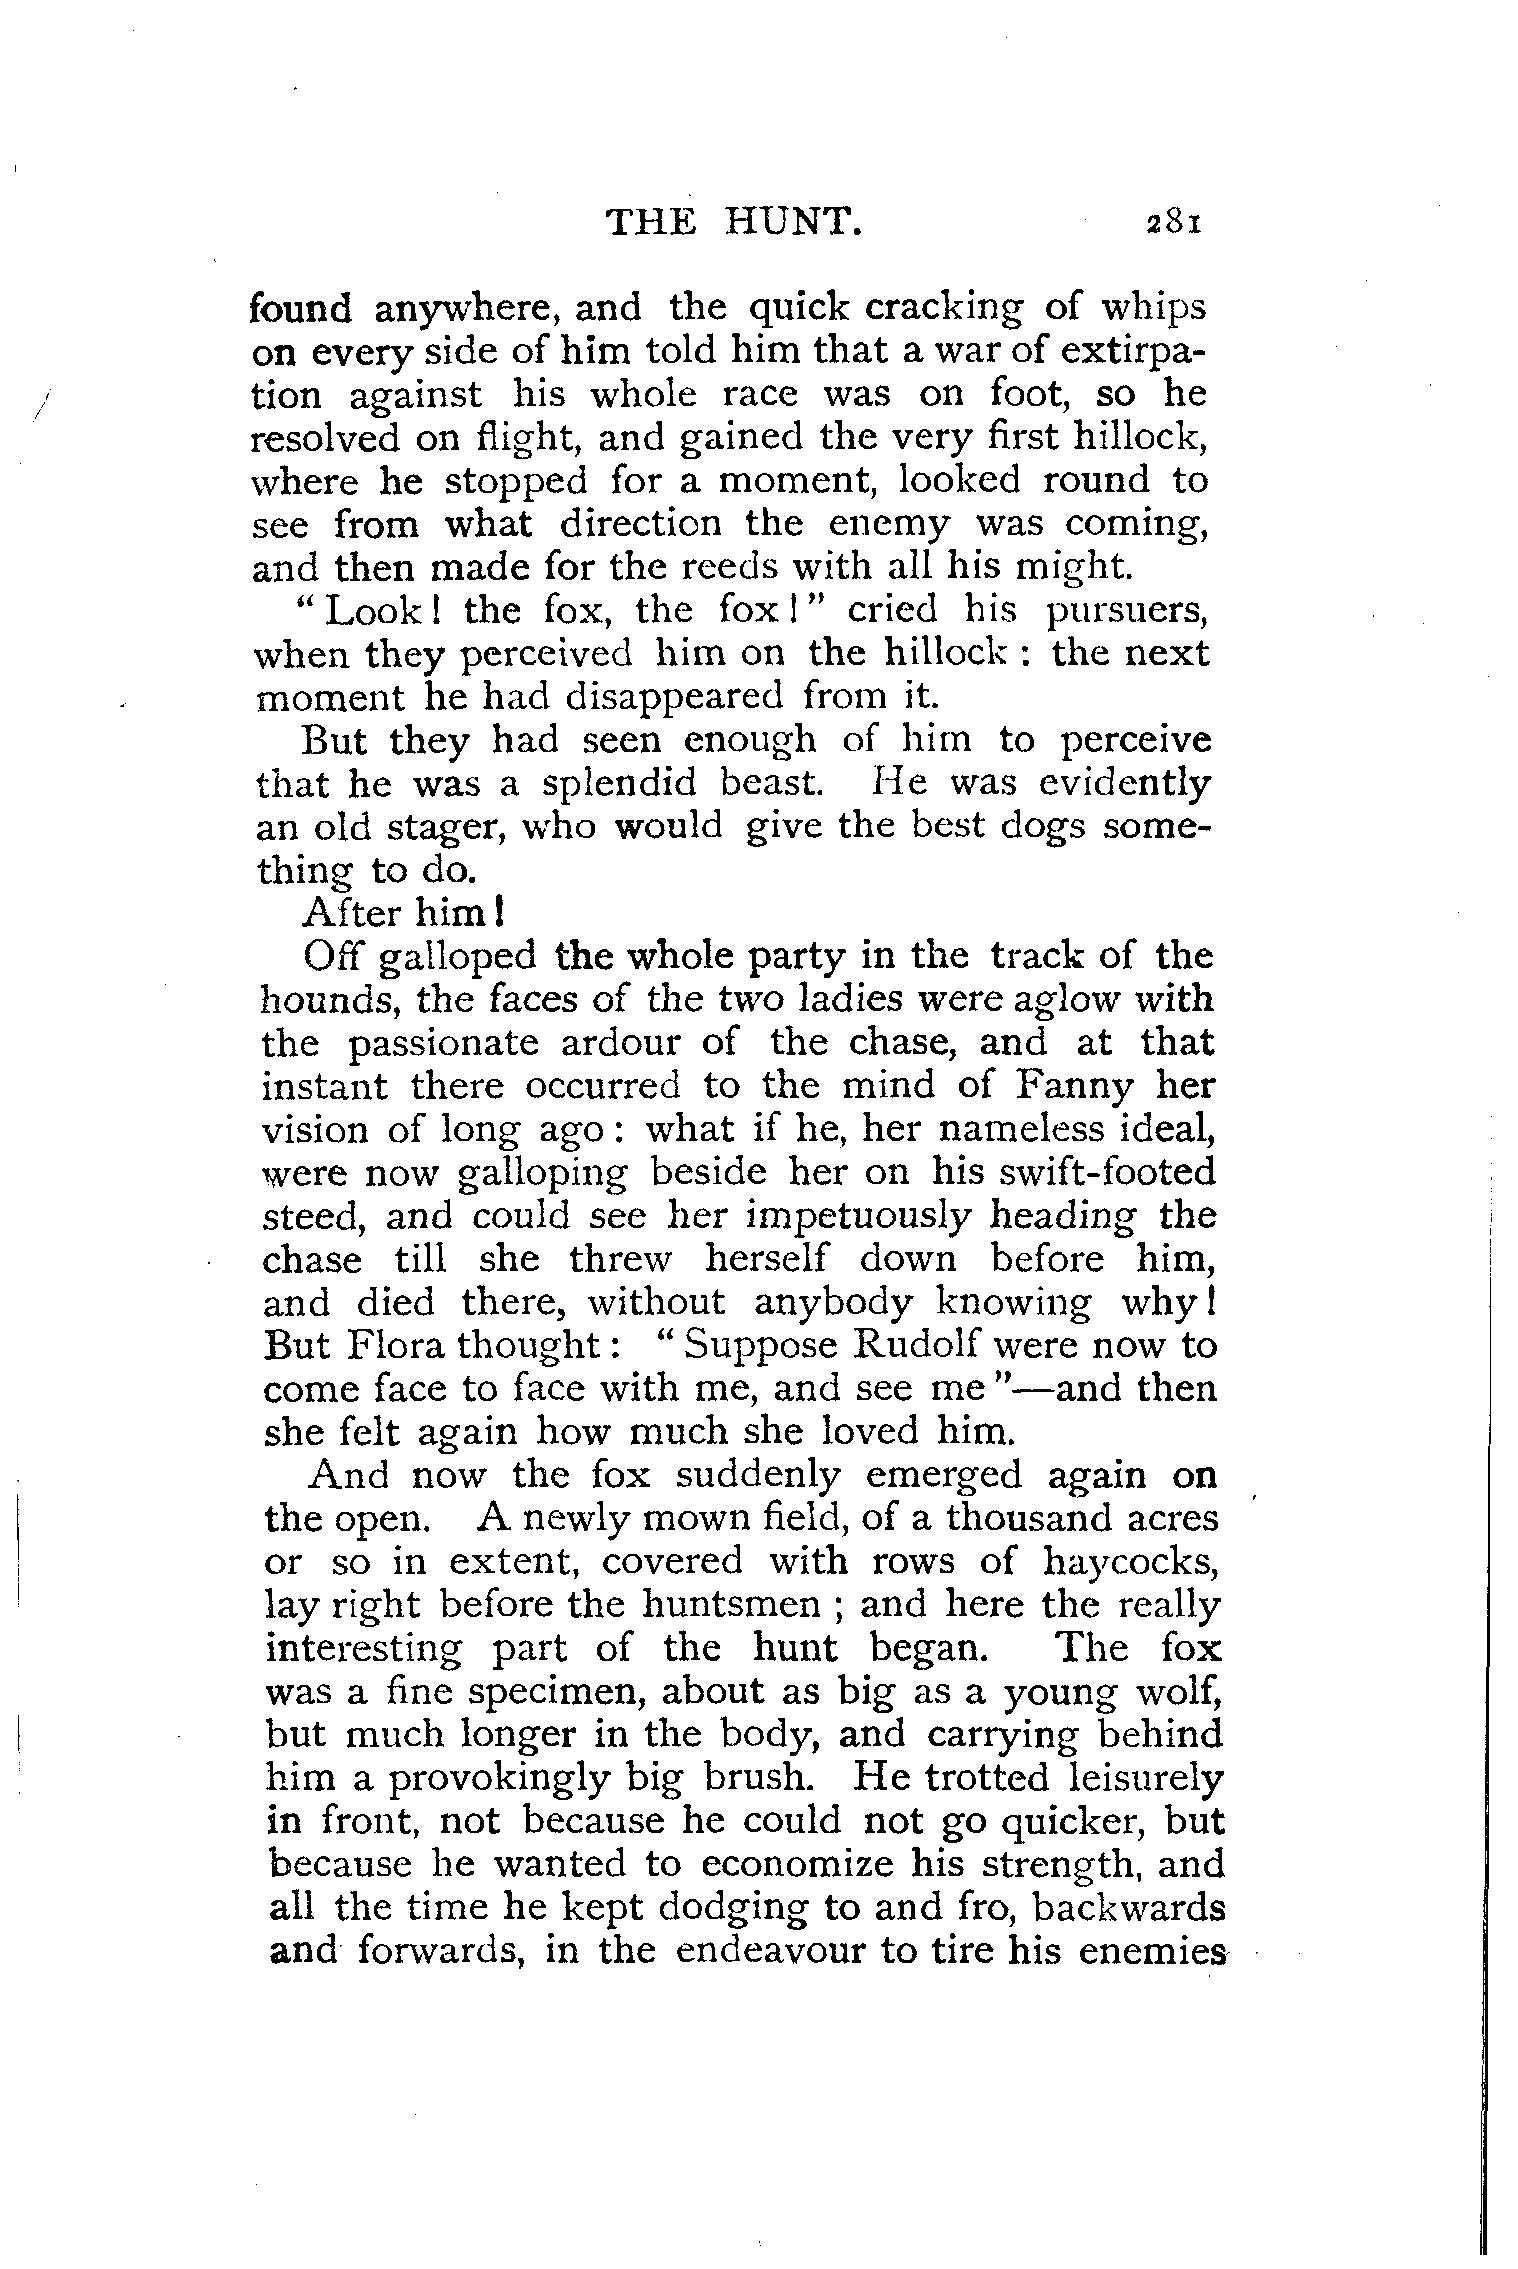 THE HUNT. 281
found anywhere, and the quick cracking of whips
on every side of him told him that a war of extirpa-
tion against his whole race was on foot, so he
resolved on flight, and gained the very first hillock,
where he stopped for a moment, looked round to
see from what direction the enemy was coming,
and then made for the reeds with all his might.
“ Look! the fox, the fox!” cried his pursuers,
when they perceived him on the hillock : the next
moment he had disappeared from it.
But they had seen enough of him to perceive
that he was a splendid beast. He was evidently
an old stager, who would give the best dogs some-
thing to do.
After him!
Off galloped the whole party in the track of the
hounds, the faces of the two ladies were aglow with
the passionate ardour of the chase, and at that
instant there occurred to the mind of Fanny her
vision of long ago : what if he, her nameless ideal,
were now galloping beside her on his swift-footed
steed, and could see her impetuously heading the
chase till she threw herself down before him,
and died there, without anybody knowing why!
But Flora thought : “ Suppose Rudolf were now to
come face to face with me, and see me”—and then
she felt again how much she loved him.
And now the fox suddenly emerged again on
the open. A newly mown field, of a thousand acres
or so in extent, covered with rows of haycocks,
lay right before the huntsmen ; and here the really
interesting part of the hunt began. The fox
was a fine specimen, about as big as a young wolf,
but much longer in the body, and carrying behind
him a provokingly big brush. He trotted leisurely
in front, not because he could not go quicker, but
because he wanted to economize his strength, and
all the time he kept dodging to and fro, backwards
and forwards, in the endeavour to tire his enemies